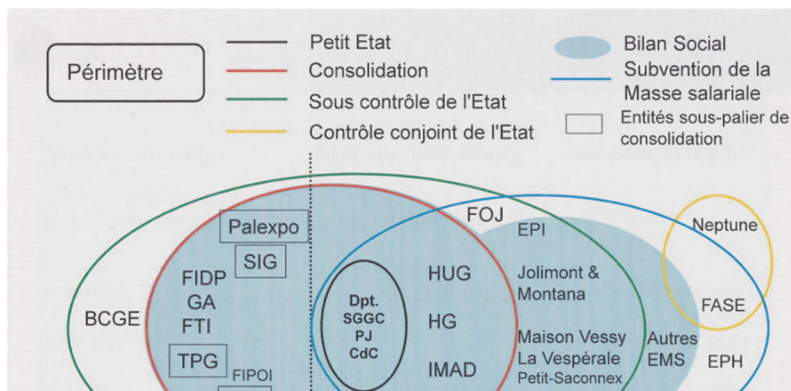 Périmètre
Petit Etat
Consolidation
Sous contrôle de l'Etat
Contrôle conjoint de l'Etat
Bilan Social
Subvention de la
Masse salariale
Entités sous-palier de
consolidation
BCGE
Palexpo
SIG
FIDP
GA
FTI
TPG
FIPOI
Dpt.
SGGC
PJ
CdC
HUG
HG
IMAD
FOJ
EPI
Jolimont &
Montana
Maison Vessy
La Vespérale
Petit-Saconnex
Autres
EMS
Neptune
FASE
EPH